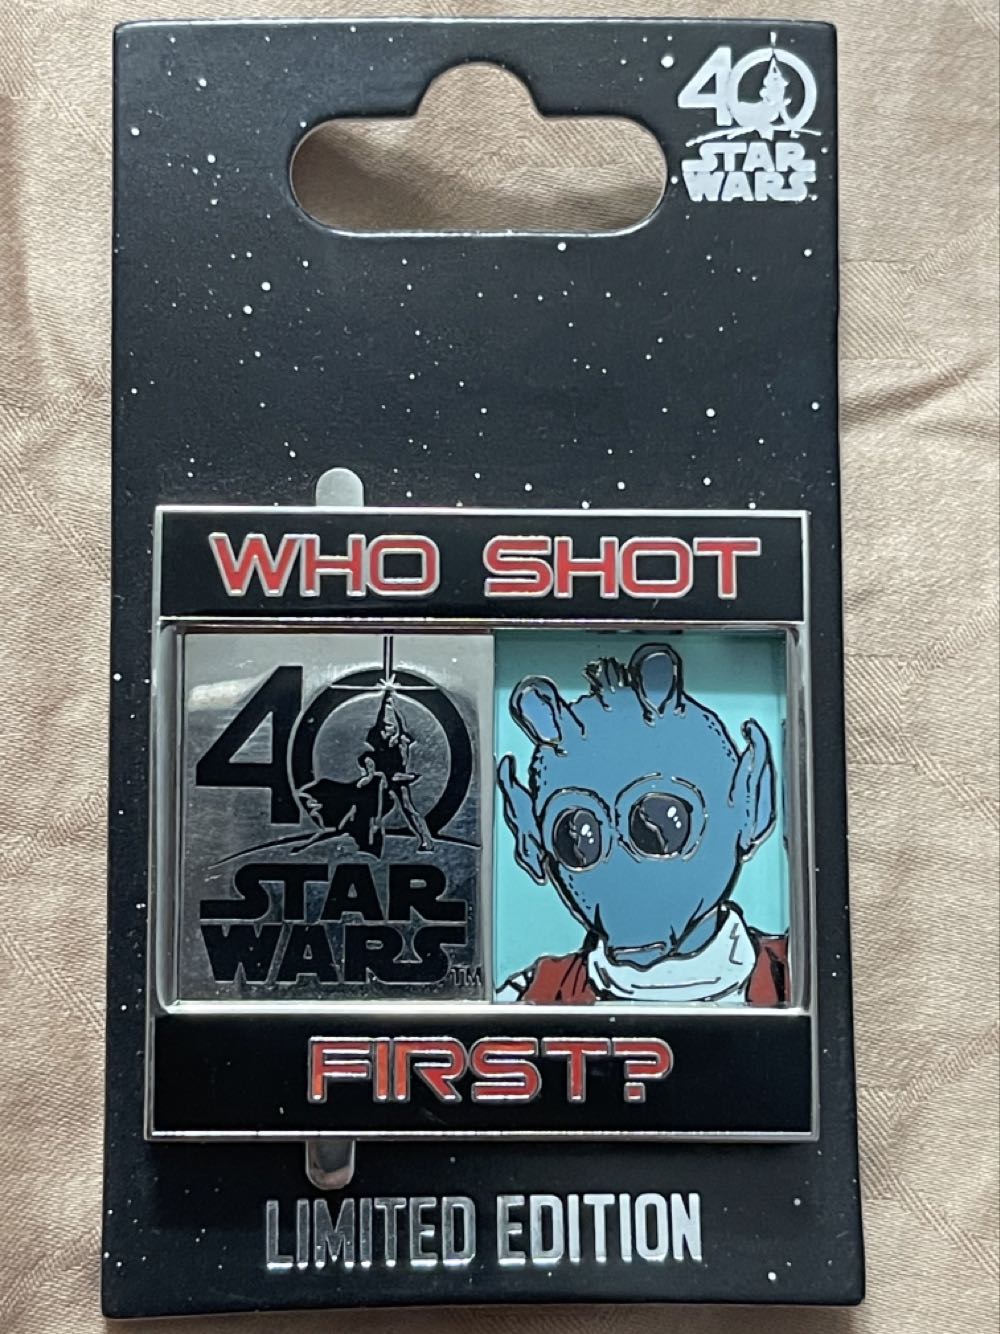 40
STAR
WARS
WHO SHOT
40
STAR
WARS TM
FIRST?
LIMITED EDITION